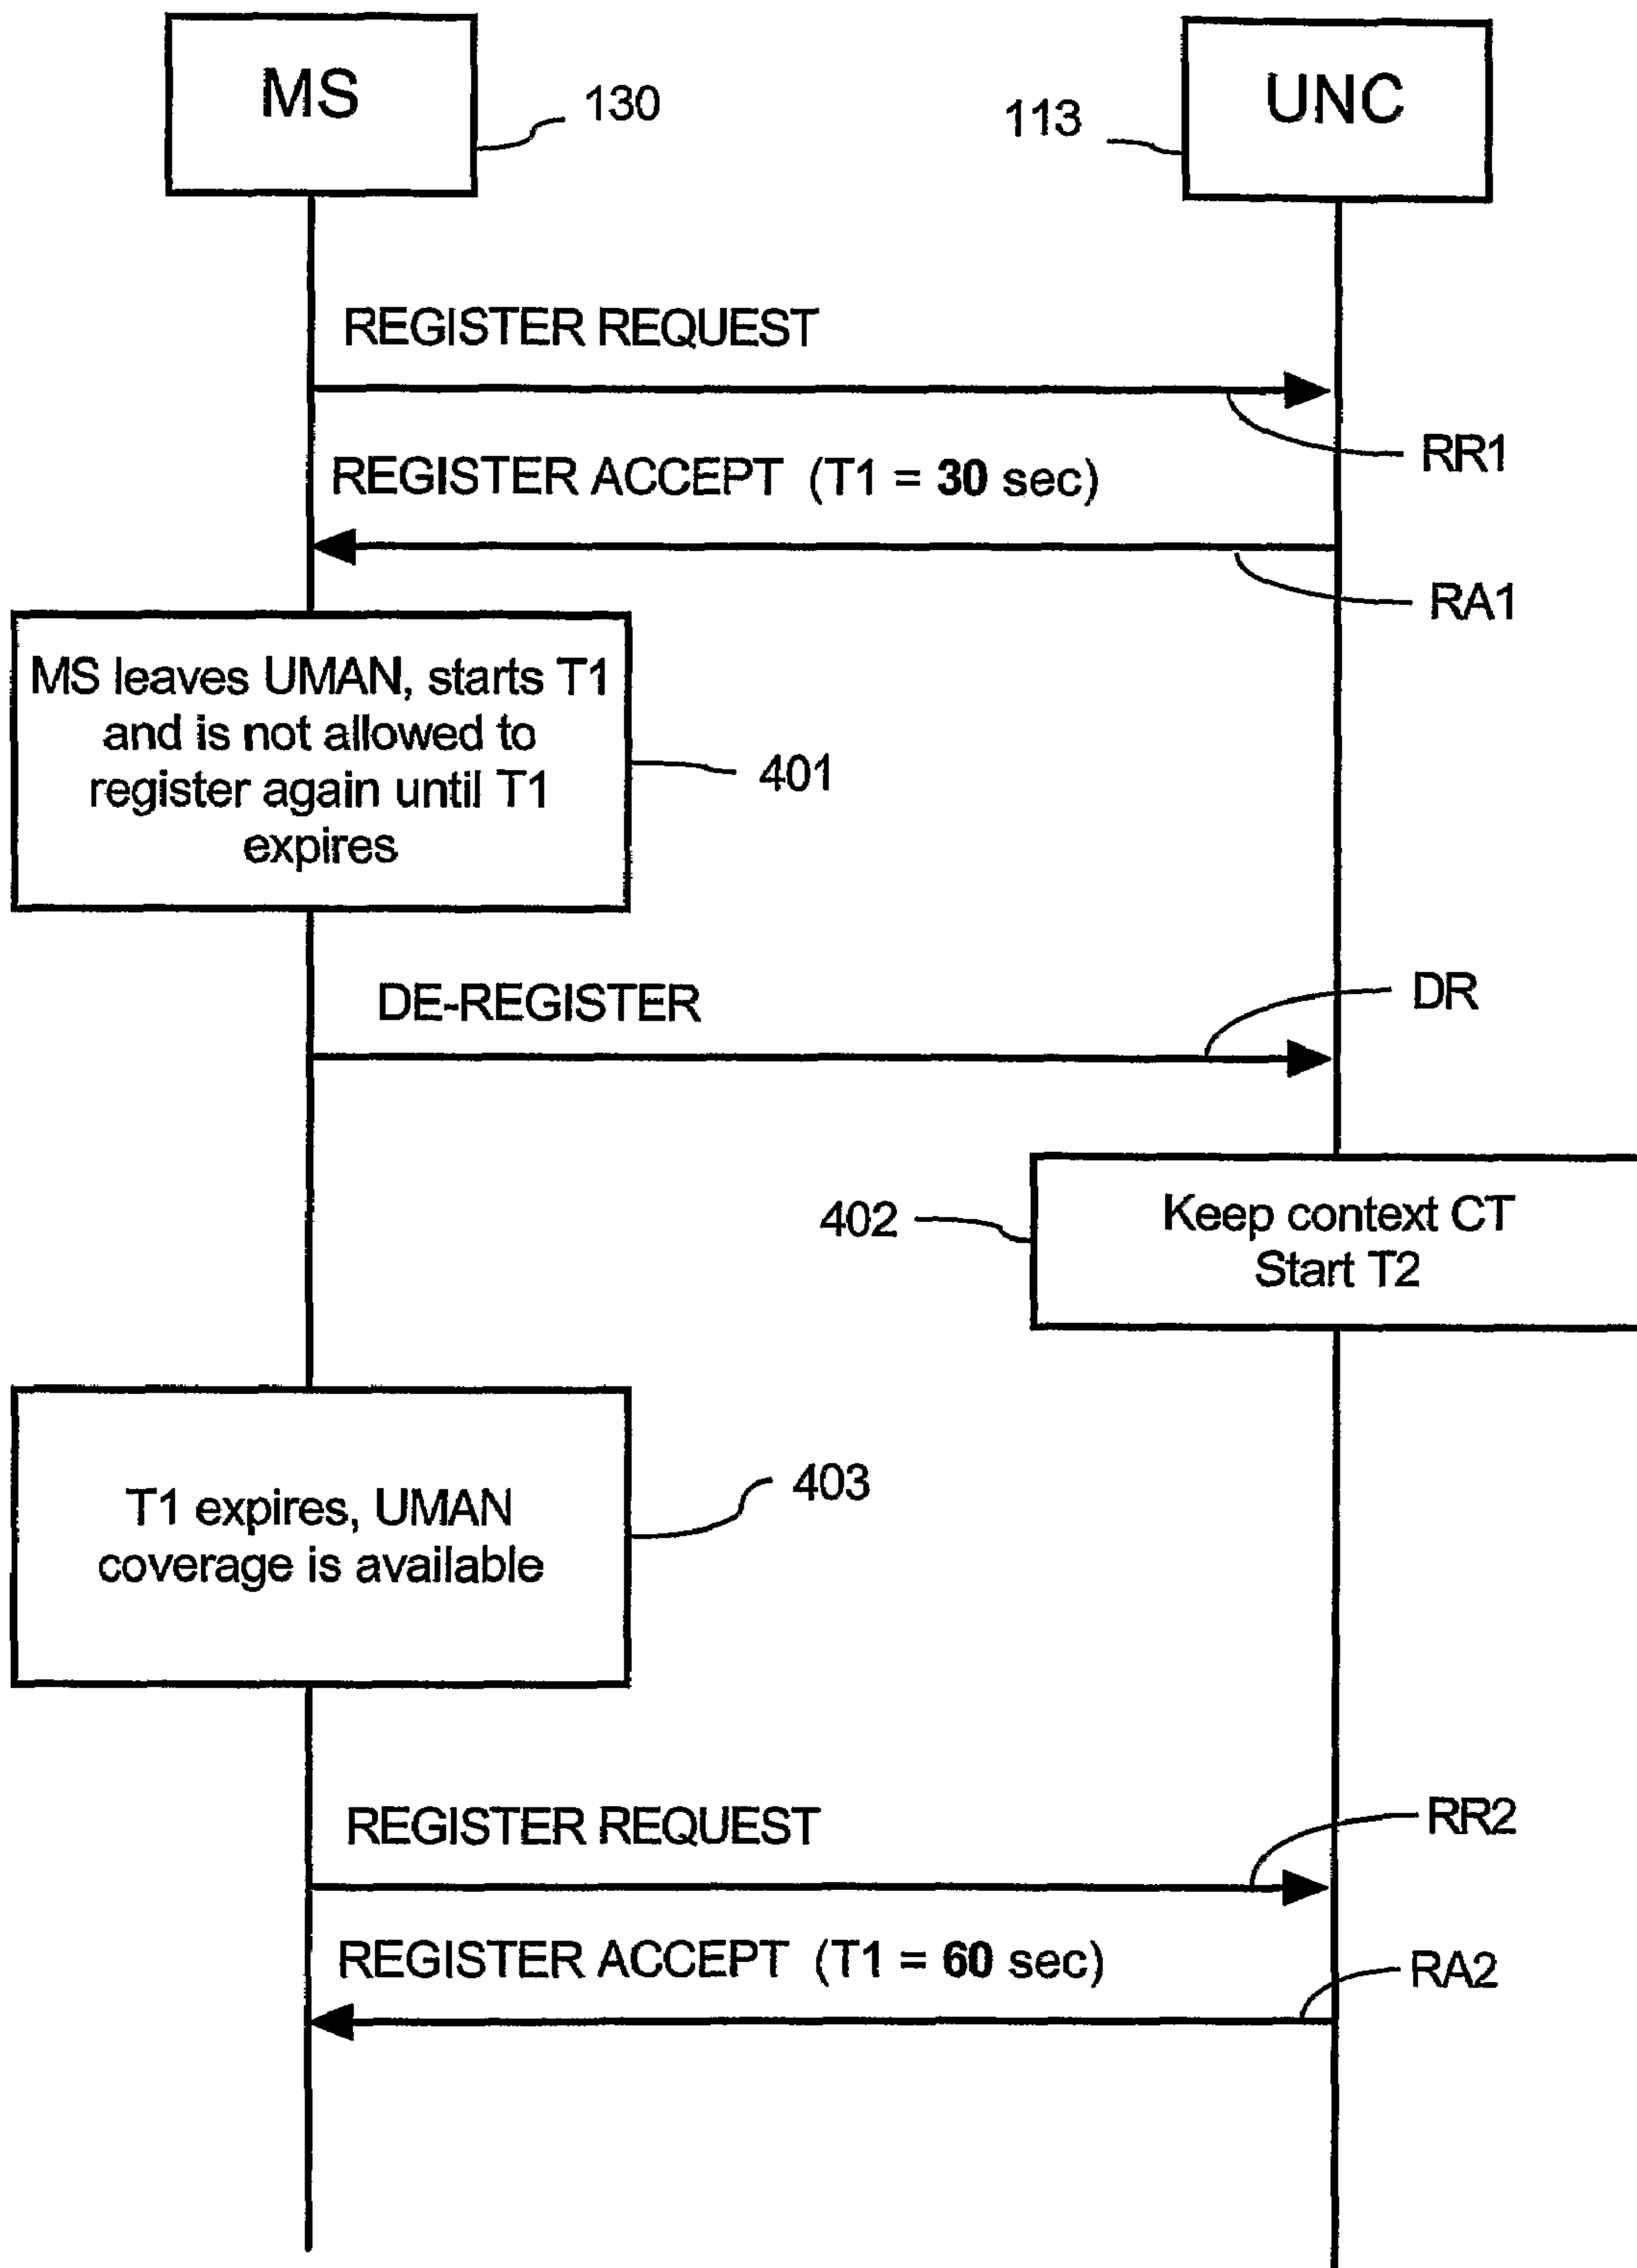 MS
130
113
UNC
REGISTER REQUEST
RR1
REGISTER ACCEPT (T1 = 30 sec)
RA1
MS leaves UMAN, starts T1
and is not allowed to
register again until T1
expires
401
DE-REGISTER
DR
402
Keep context CT
Start T2
T1 expires, UMAN
coverage is available
403
REGISTER REQUEST
RR2
REGISTER ACCEPT (T1 = 60 sec)
RA2